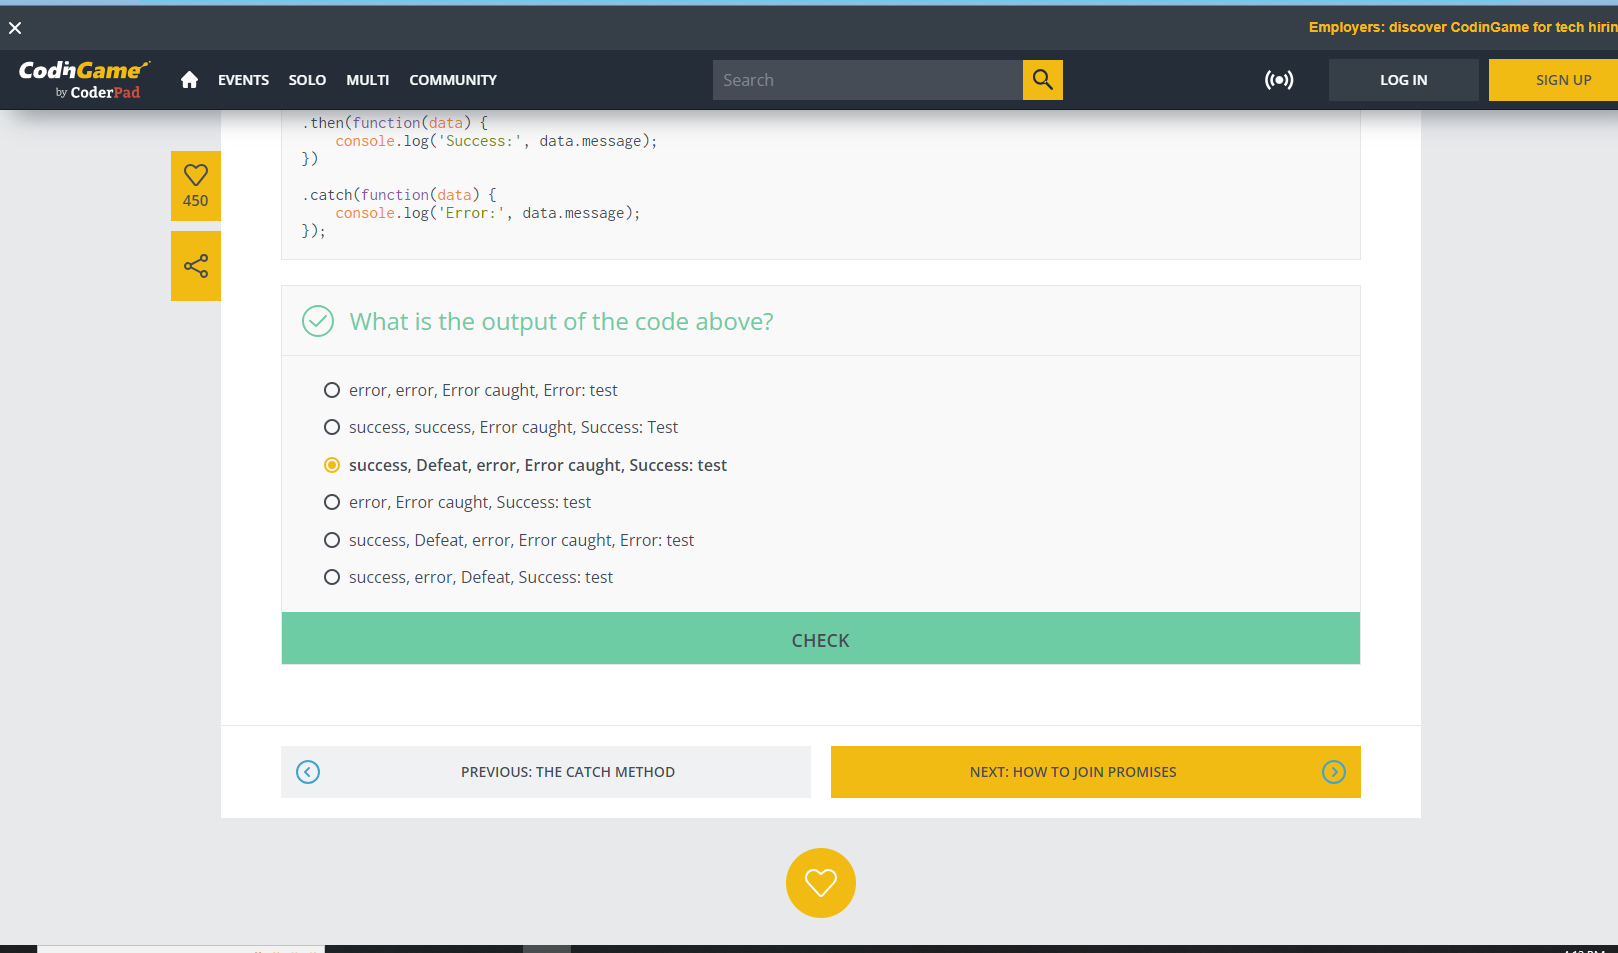 Employers: discover CodinGame for tech hirin
CodinGame
by CoderPad
EVENTS SOLO MULTI COMMUNITY
Search
LOG IN
SIGN UP
.then(function(data) {
console.log('Success:', data.message);
})
.catch(function(data) {
console.log('Error:', data.message);
});
450
What is the output of the code above?
error, error, Error caught, Error: test
success, success, Error caught, Success: Test
success, Defeat, error, Error caught, Success: test
error, Error caught, Success: test
success, Defeat, error, Error caught, Error: test
success, error, Defeat, Success: test
CHECK
PREVIOUS: THE CATCH METHOD
NEXT: HOW TO JOIN PROMISES